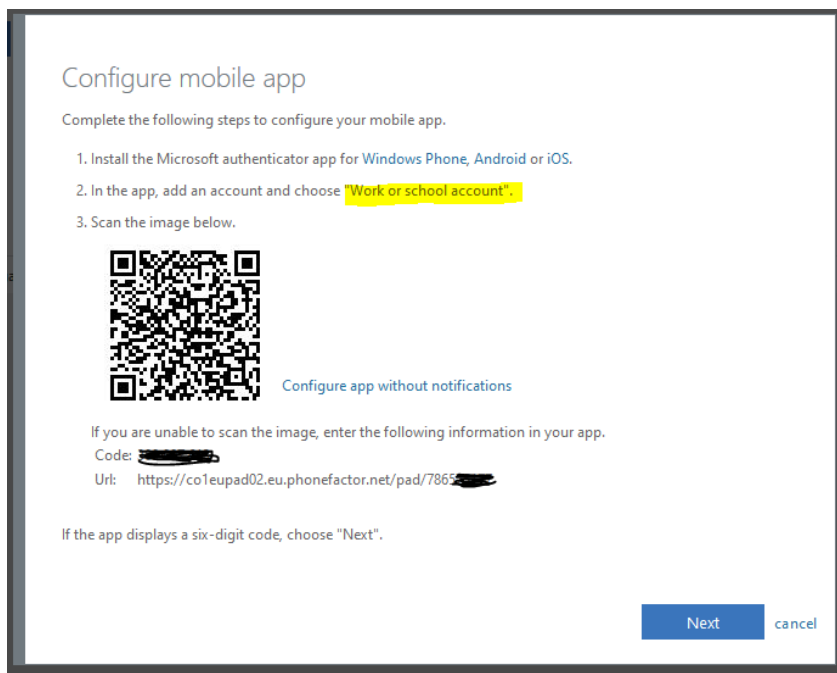 Configure mobile app
Complete the following steps to configure your mobile app.
1. Install the Microsoft authenticator app for Windows Phone, Android or iOS.
2. In the app, add an account and choose "Work or school account".
3. Scan the image below.
Configure app without notifications
If you are unable to scan the image, enter the following information in your app.
Code:
Url: https://co1eupad02.eu.phonefactor.net/pad/7865
If the app displays a six-digit code, choose "Next".
Next cancel